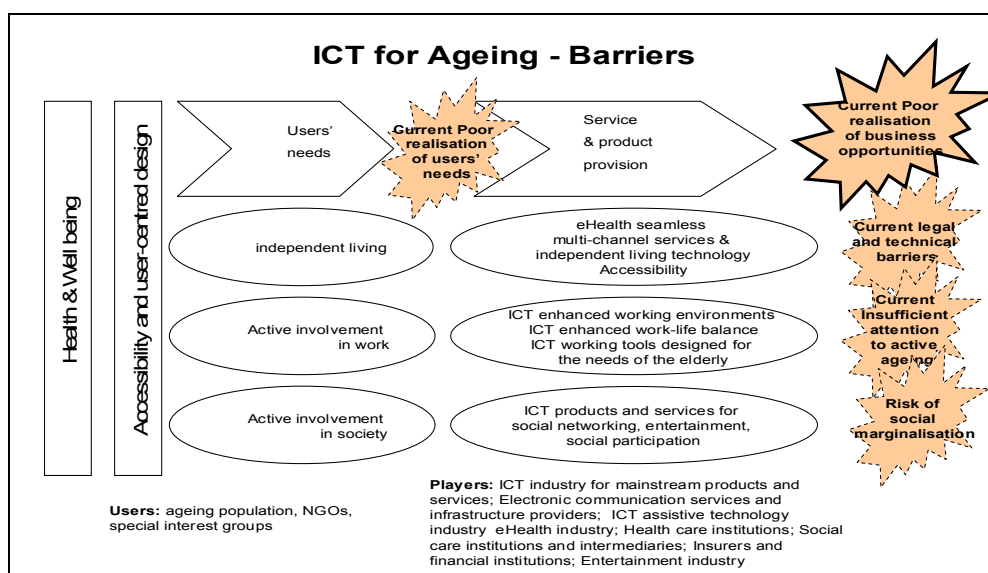 ICT for Ageing - Barriers
Health & Well being
Accessibility and user-centred design
Users'
needs
Current Poor
realisation
of users'
needs
Service
& product
provision
Current Poor
realisation
of business
opportunities
independent living
eHealth seamless
multi-channel services &
independent living technology
Accessibility
Current legal
and technical
barriers
Active involvement
in work
ICT enhanced working environments
ICT enhanced work-life balance
ICT working tools designed for
the needs of the elderly
Current
Insufficient
attention
to active
ageing
Active involvement
in society
ICT products and services for
social networking, entertainment,
social participation
Risk of
social
marginalisation
Users: ageing population, NGOs,
special interest groups
Players: ICT industry for mainstream products and
services; Electronic communication services and
infrastructure providers; ICT assistive technology
industry eHealth industry; Health care institutions; Social
care institutions and intermediaries; Insurers and
financial institutions; Entertainment industry